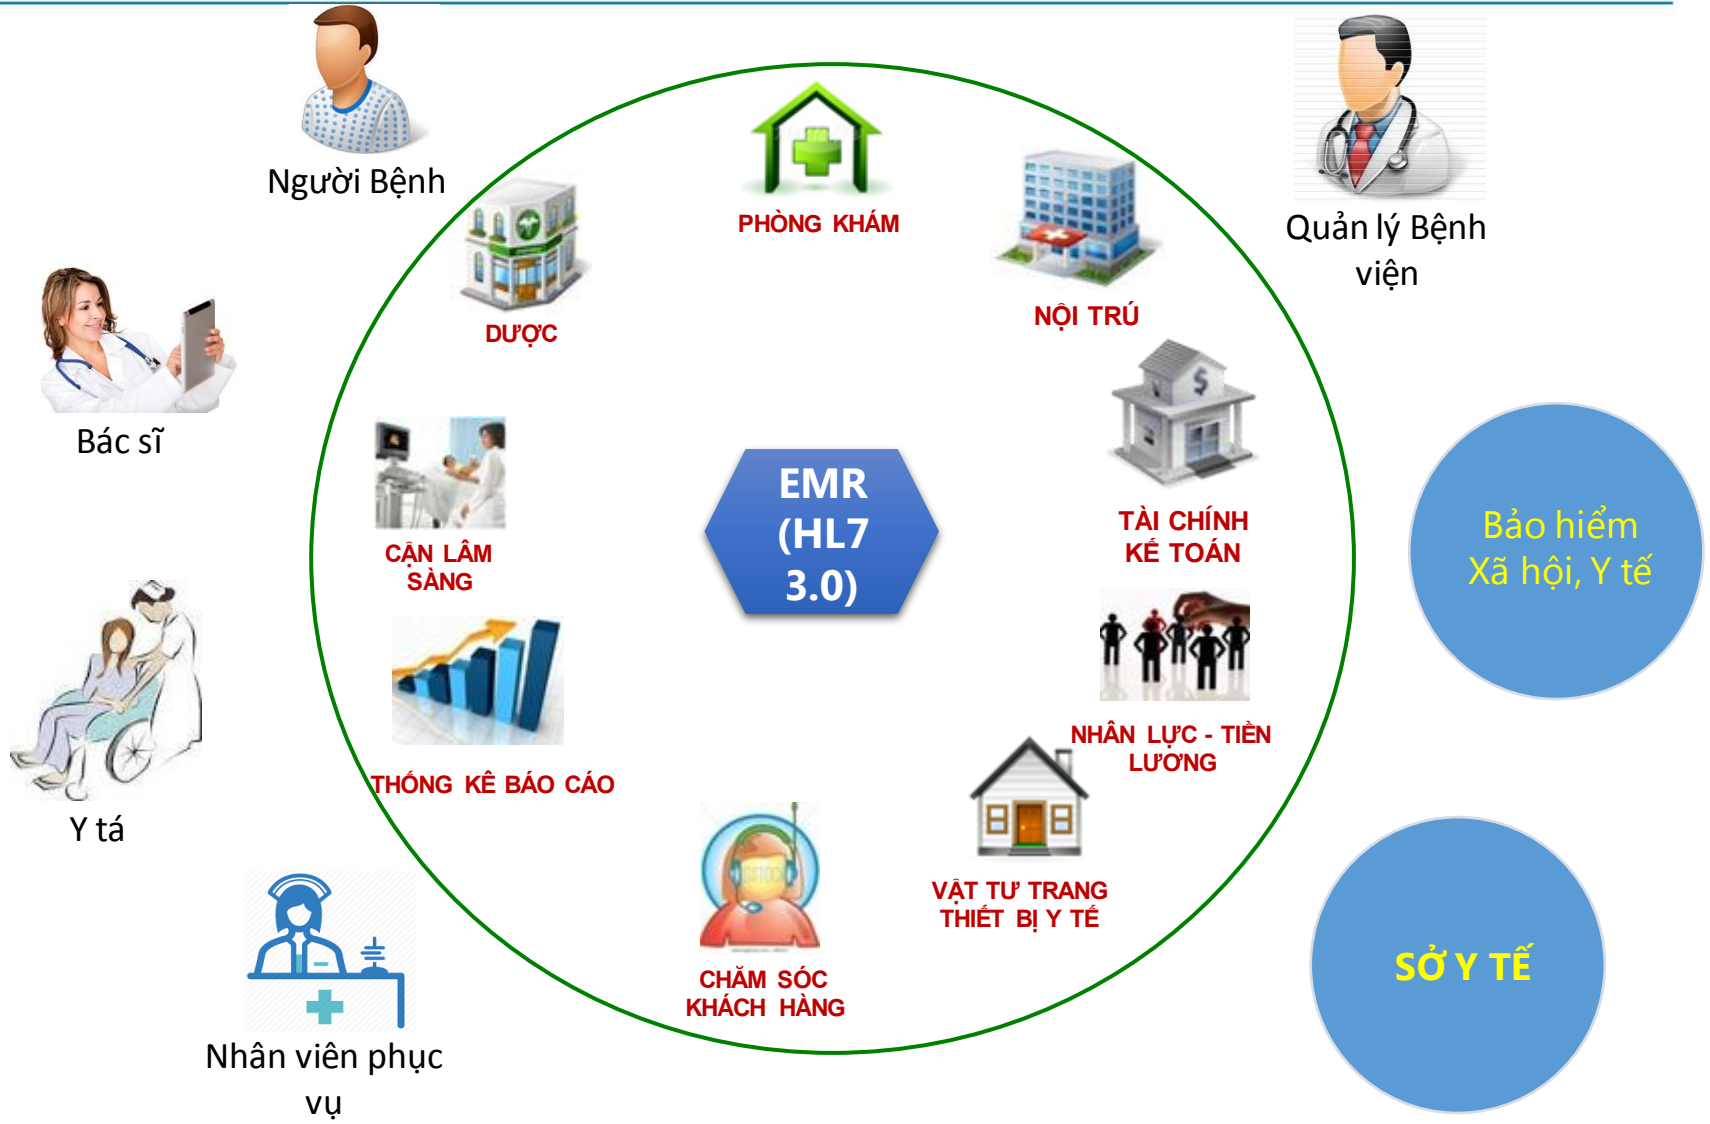 Người Bệnh
Quản lý Bệnh
viện
PHÒNG KHÁM
NỘI TRÚ
DƯỢC
Bác sĩ
EMR
(HL7
3.0)
TÀI CHÍNH
KẾ TOÁN
Bảo hiểm
Xã hội, Y tế
CẬN LÂM
SÀNG
NHÂN LỰC - TIỀN
LƯƠNG
THỐNG KÊ BÁO CÁO
Y tá
VẬT TƯ TRANG
THIẾT BỊ Y TẾ
SỞ Y TẾ
CHĂM SÓC
KHÁCH HÀNG
Nhân viên phục
vụ